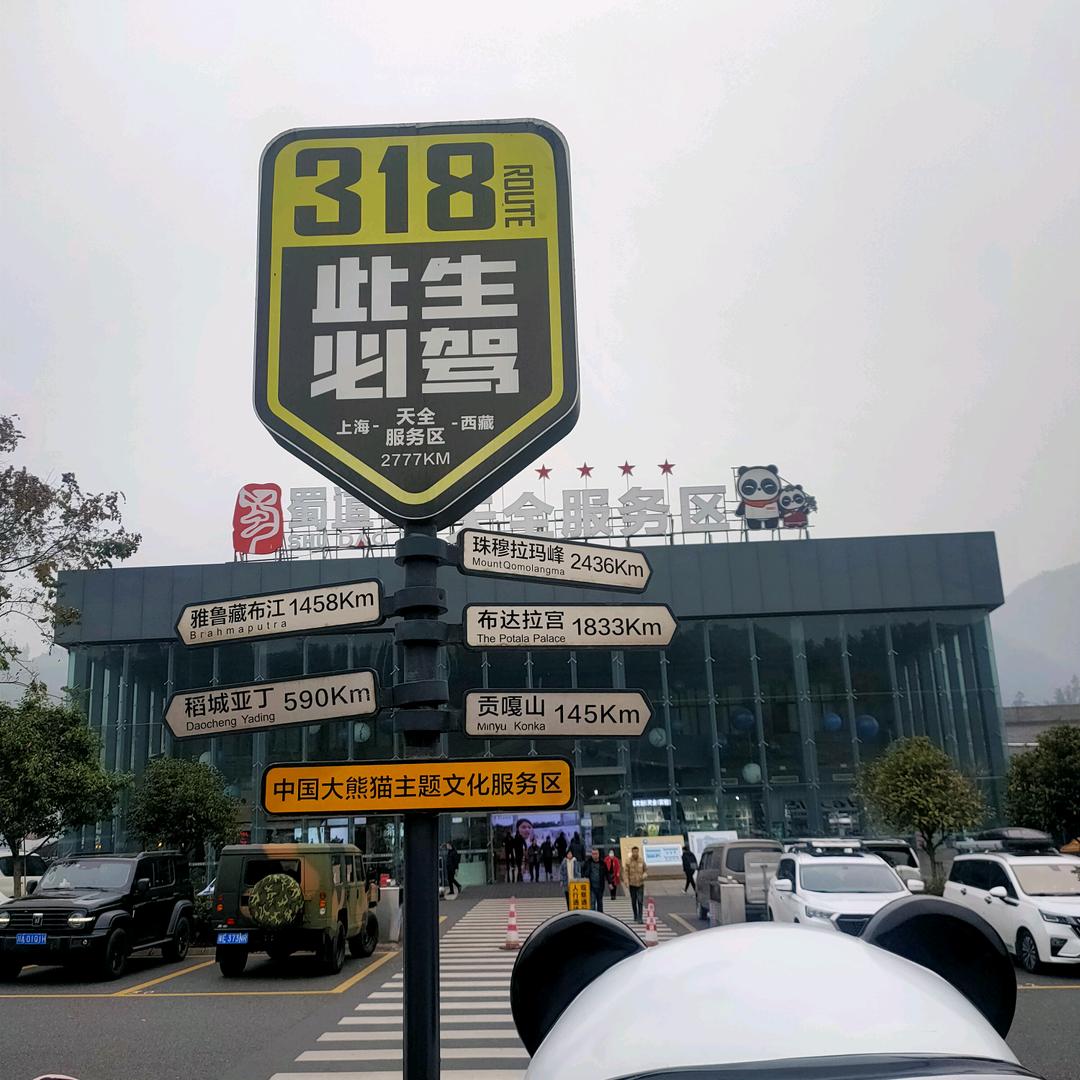 318
ROUTE
此生
必驾
上海-天全服务区-西藏
2777KM
蜀
蜀道
SHU DAO
全服务区
珠穆拉玛峰 2436Km
Mount Qomolangma
雅鲁藏布江 1458Km
Brahmaputra
布达拉宫 1833Km
The Potala Palace
稻城亚丁 590Km
Daocheng Yading
贡嘎山 145Km
Minyu Konka
中国大熊猫主题文化服务区